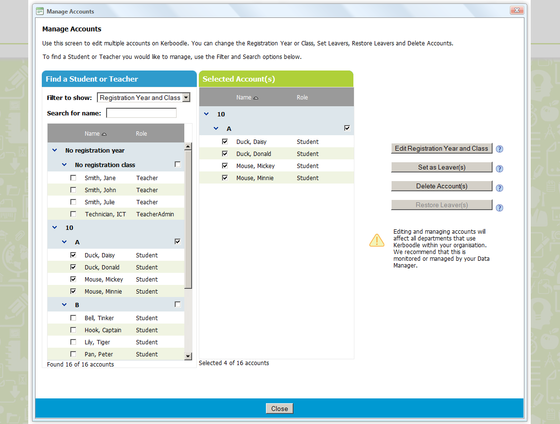 Manage Accounts
Manage Accounts
Use this screen to edit multiple accounts on Kerboodle. You can change the Registration Year or Class, Set Leavers, Restore Leavers and Delete Accounts.
To find a Student or Teacher you would like to manage, use the Filter and Search options below.
Find a Student or Teacher
Filter to show: Registration Year and Class
Search for name:
Name Role
No registration year
No registration class
Smith, Jane Teacher
Smith, John Teacher
Smith, Julie Teacher
Technician, ICT TeacherAdmin
10
A
Duck, Daisy Student
Duck, Donald Student
Mouse, Mickey Student
Mouse, Minnie Student
B
Bell, Tinker Student
Hook, Captain Student
Lily, Tiger Student
Pan, Peter Student
Found 16 of 16 accounts
Selected Account(s)
Name Role
10
A
Duck, Daisy Student
Duck, Donald Student
Mouse, Mickey Student
Mouse, Minnie Student
Selected 4 of 16 accounts
Edit Registration Year and Class ?
Set as Leaver(s) ?
Delete Account(s) ?
Restore Leaver(s) ?
Editing and managing accounts will
affect all departments that use
Kerboodle within your organisation.
We recommend that this is
monitored or managed by your Data
Manager.
Close